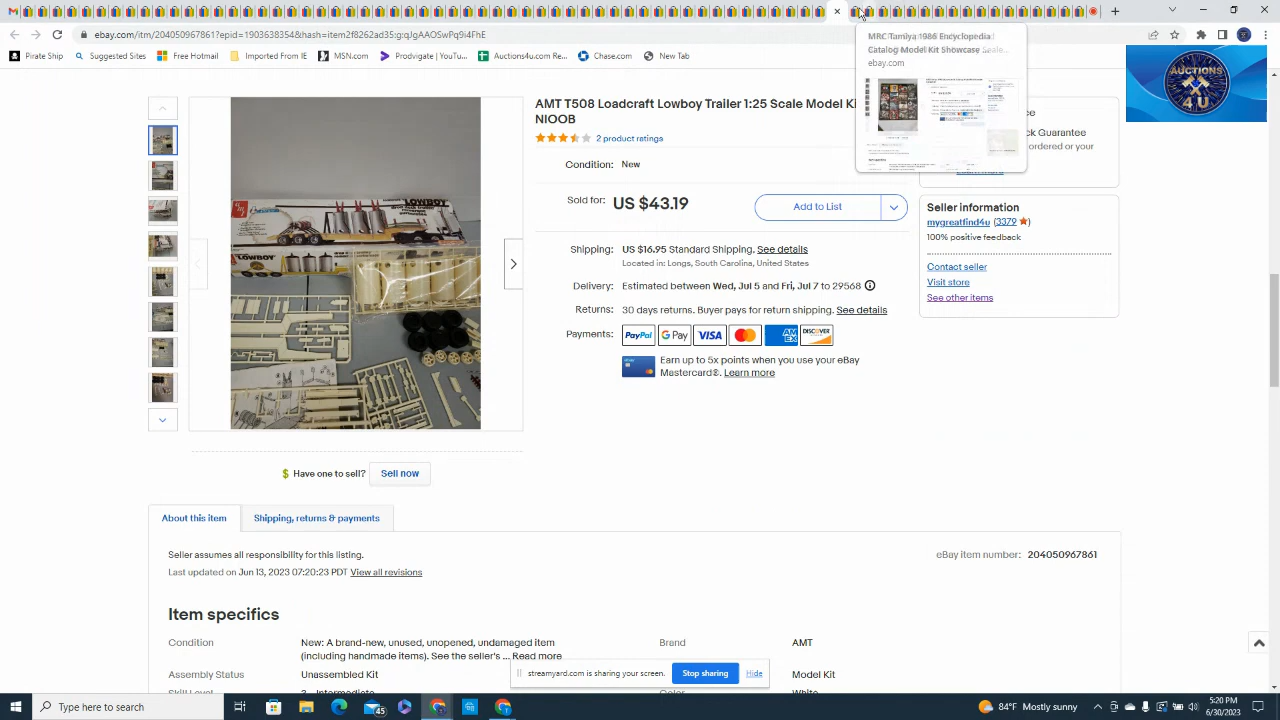 ebay.com/itm/204050967861?epid=1903638354&hash=item2f8262ad35:g:qJgAAOSwPq9i4FhE
Pirate Ship
Suggested Sites
Free Hotmail
Imported From IE
MSN.com
Prodvigate | YouTu...
Auctions4u.com Re...
Chase.com
New Tab
MRC Tamiya 1986 Encyclopedia
Catalog Model Kit Showcase ...
ebay.com
AUCTIONS
4U
AMT T508 Loadcraft Lowboy Trailer 1:25 Scale Model Ki
NIOOB
2 product ratings
Condition:
New
Sold for:
US $43.19
Add to List
Shipping:
US $16.95 Standard Shipping. See details
Located in: Longs, South Carolina, United States
Delivery:
Estimated between Wed, Jul 5 and Fri, Jul 7 to 29568
Returns:
30 days returns. Buyer pays for return shipping. See details
Payments:
PayPal
G Pay
VISA
AM EX
DISCOVER
Earn up to 5x points when you use your eBay
Mastercard®. Learn more
ck Guarantee
ordered or your
Learn more
Seller information
mygreatfind4u (3379 )
100% positive feedback
Contact seller
Visit store
See other items
LOWBOY
Have one to sell?
Sell now
About this item
Shipping, returns & payments
Seller assumes all responsibility for this listing.
eBay item number: 204050967861
Last updated on Jun 13, 2023 07:20:23 PDT View all revisions
Item specifics
Condition
New: A brand-new, unused, unopened, undamaged item
(including handmade items). See the seller's ... Read more
Brand
AMT
Assembly Status
Unassembled Kit
Model Kit
streamyard.com is sharing your screen.
Stop sharing
Hide
Type here to search
45
84°F Mostly sunny
5:20 PM
6/30/2023